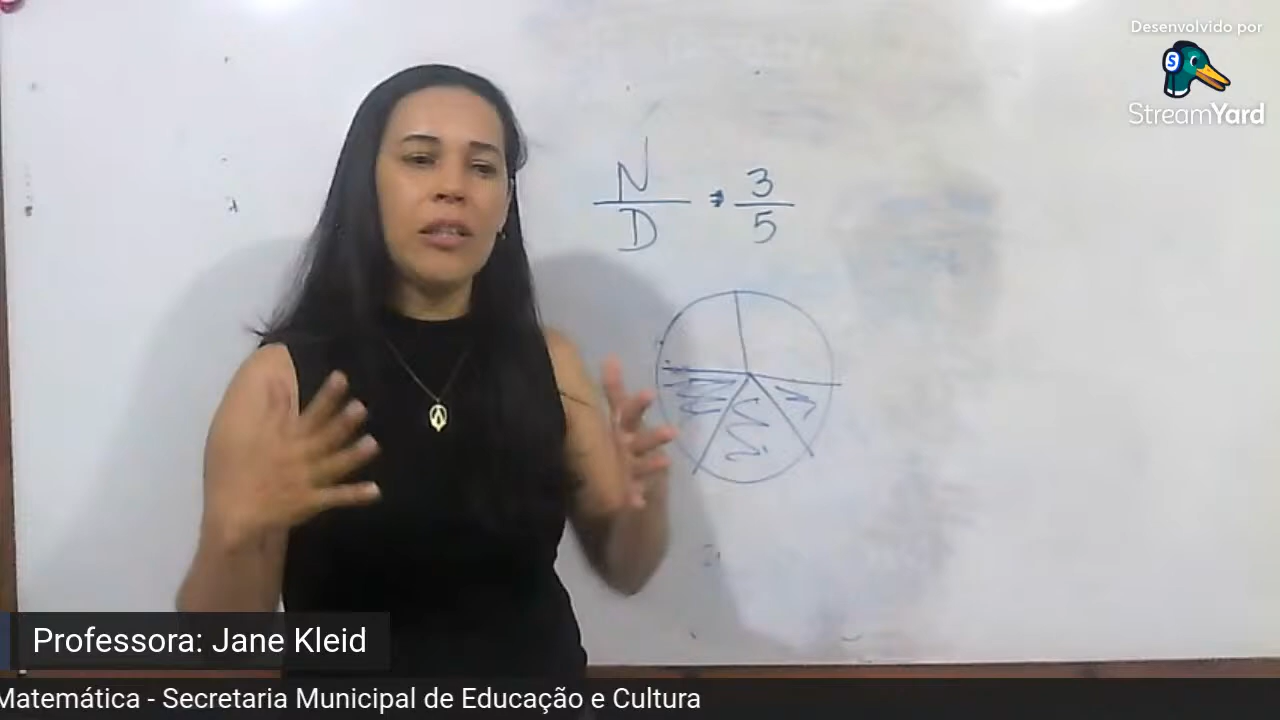 Desenvolvido por
StreamYard
N
D
3
5
Professora: Jane Kleid
Matemática - Secretaria Municipal de Educação e Cultura